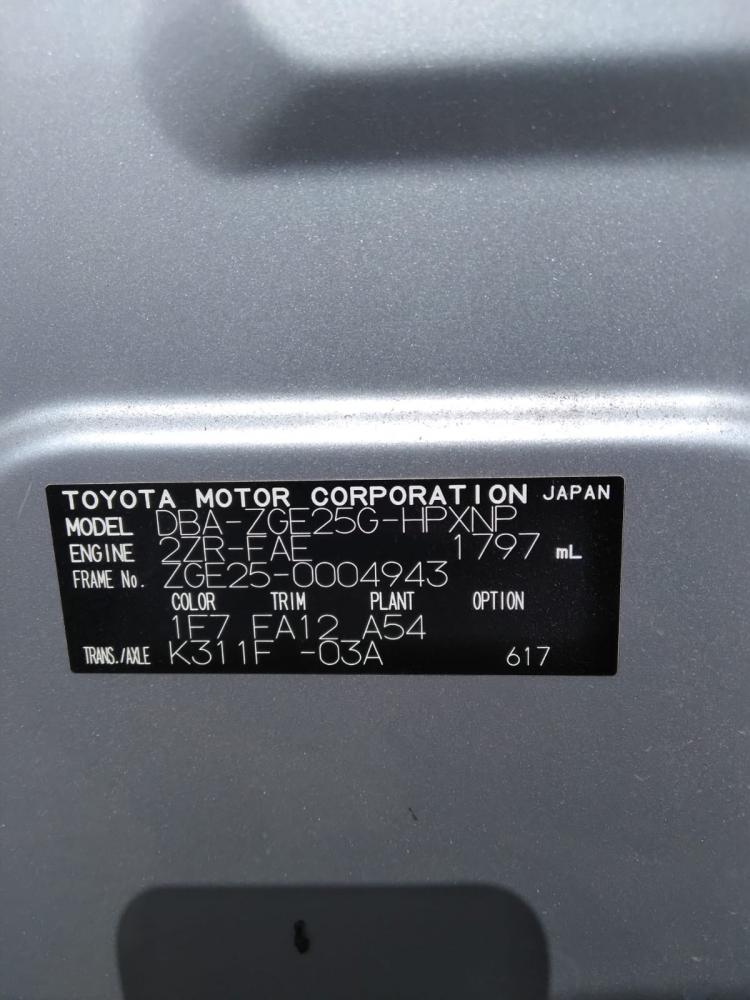 TOYOTA MOTOR CORPORATION JAPAN
MODEL DBA-ZGE25G-HPXNP
ENGINE 2ZR-FAE 1797 mL
FRAME No. ZGE25-0004943
COLOR TRIM PLANT OPTION
1F7 FA12 A54
TRANS./AXLE K311F -03A 617